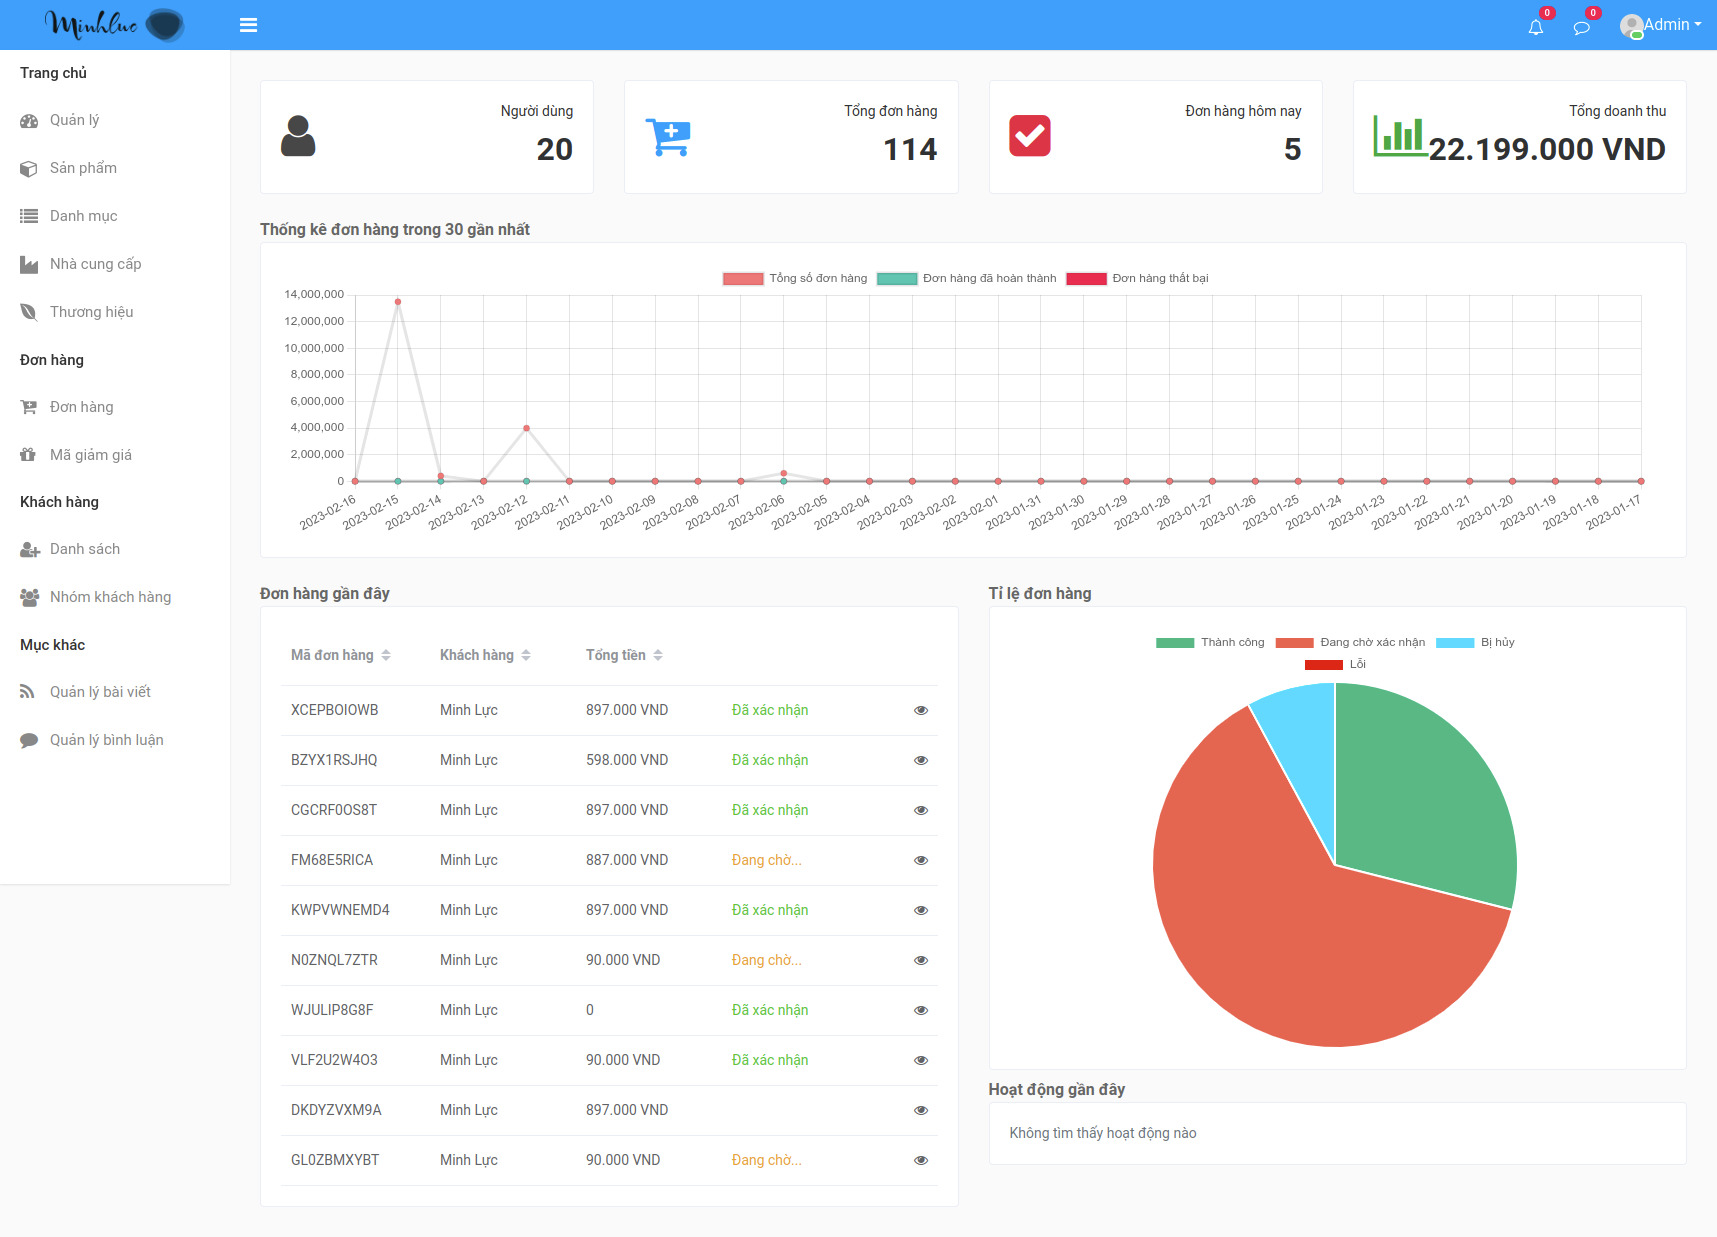 Minhluc
0
0
Admin
Trang chủ
Quản lý
Sản phẩm
Danh mục
Nhà cung cấp
Thương hiệu
Đơn hàng
Đơn hàng
Mã giảm giá
Khách hàng
Danh sách
Nhóm khách hàng
Mục khác
Quản lý bài viết
Quản lý bình luận
Người dùng
20
Tổng đơn hàng
114
Đơn hàng hôm nay
5
Tổng doanh thu
22.199.000 VND
Thống kê đơn hàng trong 30 gần nhất
Tổng số đơn hàng Đơn hàng đã hoàn thành Đơn hàng thất bại
14,000,000
12,000,000
10,000,000
8,000,000
6,000,000
4,000,000
2,000,000
0
2023-02-16 2023-02-15 2023-02-14 2023-02-13 2023-02-12 2023-02-11 2023-02-10 2023-02-09 2023-02-08 2023-02-07 2023-02-06 2023-02-05 2023-02-04 2023-02-03 2023-02-02 2023-02-01 2023-01-31 2023-01-30 2023-01-29 2023-01-28 2023-01-27 2023-01-26 2023-01-25 2023-01-24 2023-01-23 2023-01-22 2023-01-21 2023-01-20 2023-01-19 2023-01-18 2023-01-17
Đơn hàng gần đây
Mã đơn hàng Khách hàng Tổng tiền
XCEPBOIOWB Minh Lực 897.000 VND Đã xác nhận
BZYX1RSJHQ Minh Lực 598.000 VND Đã xác nhận
CGCRF0OS8T Minh Lực 897.000 VND Đã xác nhận
FM68E5RICA Minh Lực 887.000 VND Đang chờ...
KWPVWNEMD4 Minh Lực 897.000 VND Đã xác nhận
N0ZNQL7ZTR Minh Lực 90.000 VND Đang chờ...
WJULIP8G8F Minh Lực 0 Đã xác nhận
VLF2U2W4O3 Minh Lực 90.000 VND Đã xác nhận
DKDYZVXM9A Minh Lực 897.000 VND
GL0ZBMXYBT Minh Lực 90.000 VND Đang chờ...
Tỉ lệ đơn hàng
Thành công Đang chờ xác nhận Bị hủy
Lỗi
Hoạt động gần đây
Không tìm thấy hoạt động nào